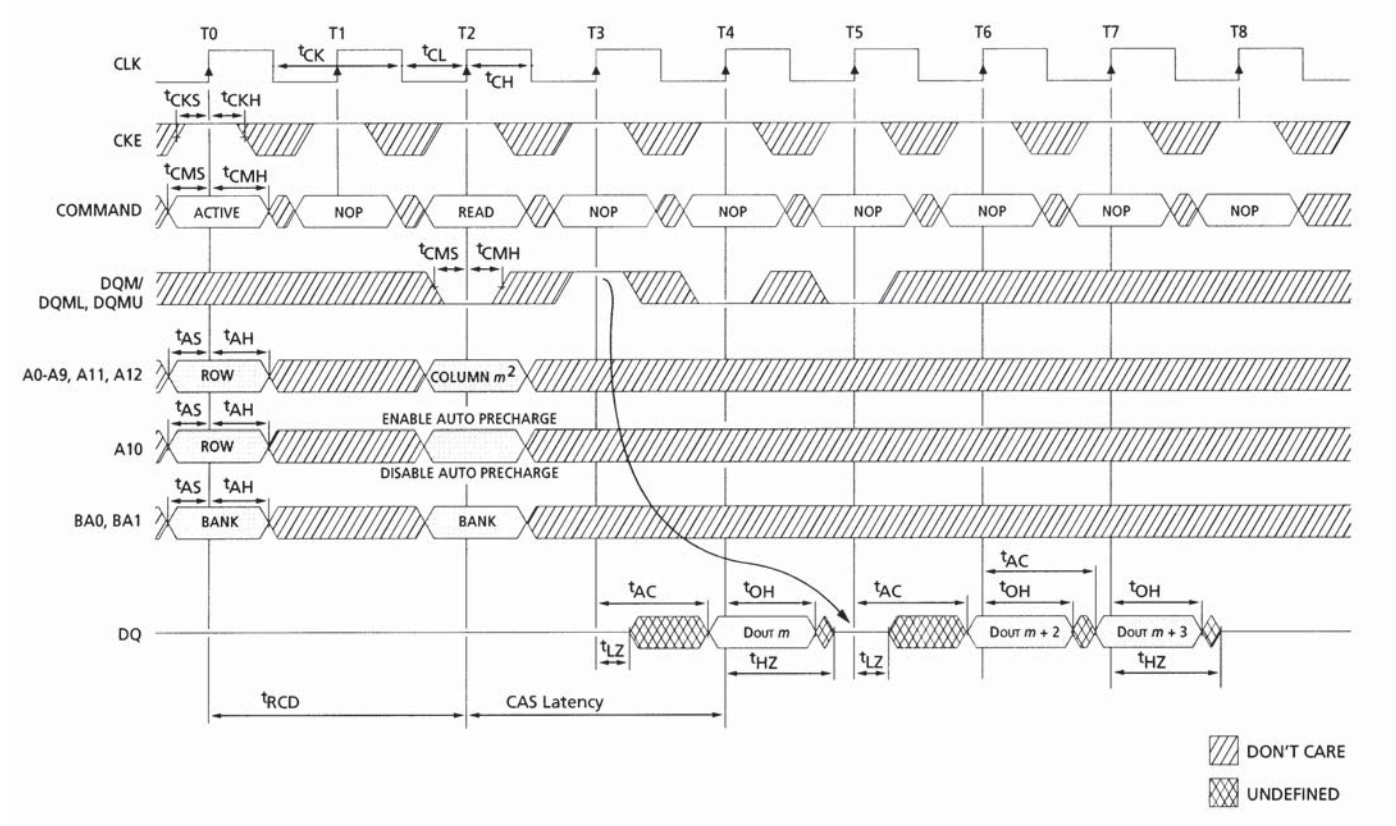 T0 T1 T2 T3 T4 T5 T6 T7 T8
CLK
tCK tCL
tCH
tCKS tCKH
CKE
tCMS tCMH
COMMAND
ACTIVE NOP READ NOP NOP NOP NOP NOP NOP
tCMS tCMH
DQM/
DQML, DQMU
tAS tAH
A0-A9, A11, A12
ROW COLUMN m2
tAS tAH
ENABLE AUTO PRECHARGE
A10
ROW
DISABLE AUTO PRECHARGE
tAS tAH
BA0, BA1
BANK BANK
tAC
tAC tOH tAC tOH tOH
DQ
DOUT m DOUT m + 2 DOUT m + 3
tLZ tHZ tLZ tHZ
tRCD CAS Latency
DON'T CARE
UNDEFINED